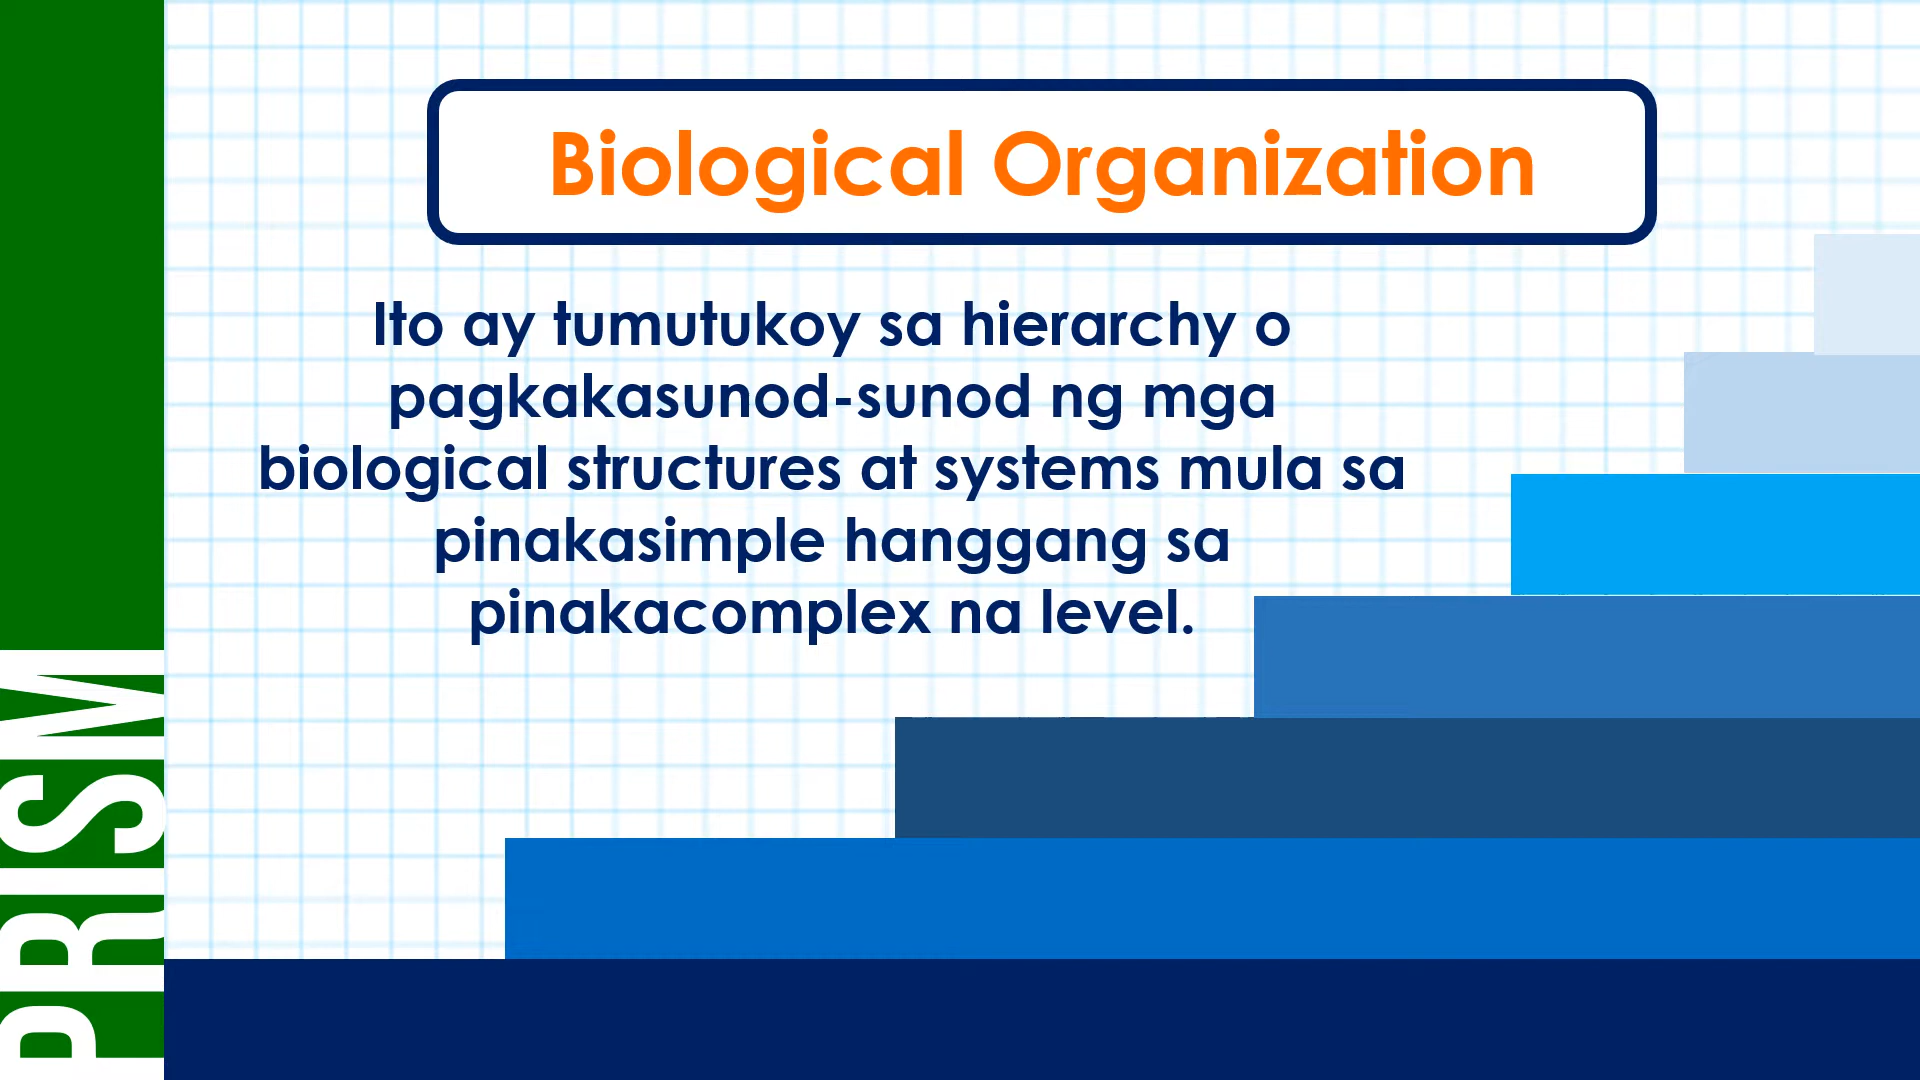 Biological Organization
Ito ay tumutukoy sa hierarchy o
pagkakasunod-sunod ng mga
biological structures at systems mula sa
pinakasimple hanggang sa
pinakacomplex na level.
PRISM